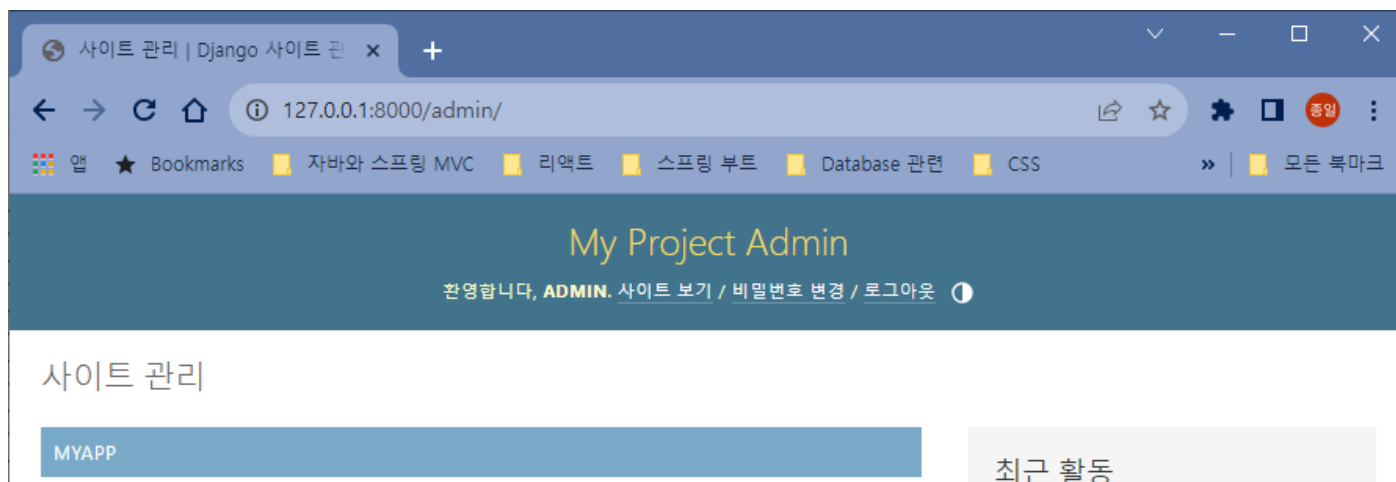 사이트 관리 | Django 사이트 관
127.0.0.1:8000/admin/
종일
앱 Bookmarks 자바와 스프링 MVC 리액트 스프링 부트 Database 관련 CSS » 모든 북마크
My Project Admin
환영합니다, ADMIN. 사이트 보기 / 비밀번호 변경 / 로그아웃
사이트 관리
MYAPP
최근 활동